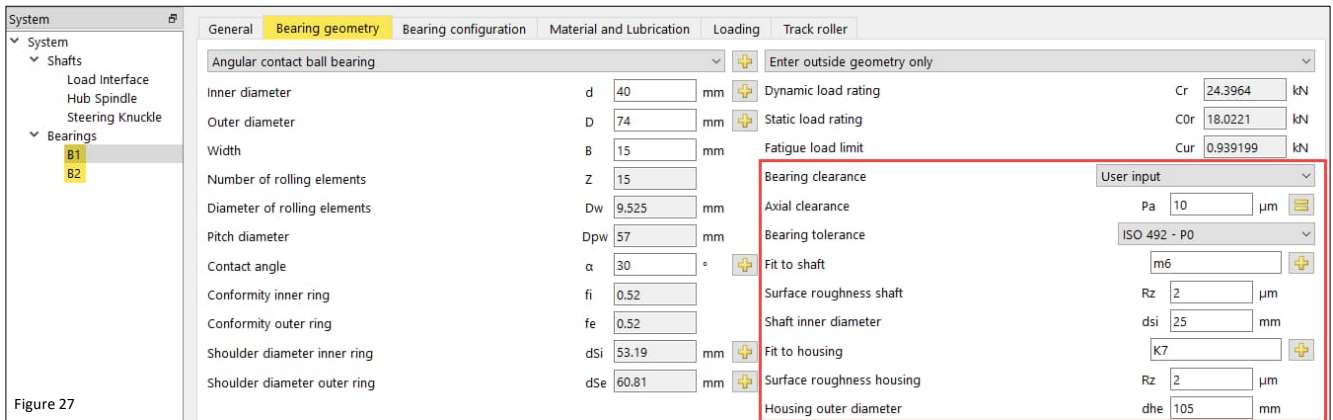 System
System
Shafts
Load Interface
Hub Spindle
Steering Knuckle
Bearings
B1
B2
General Bearing geometry Bearing configuration Material and Lubrication Loading Track roller
Angular contact ball bearing
Inner diameter d 40 mm
Outer diameter D 74 mm
Width B 15 mm
Number of rolling elements Z 15
Diameter of rolling elements Dw 9.525 mm
Pitch diameter Dpw 57 mm
Contact angle α 30 °
Conformity inner ring fi 0.52
Conformity outer ring fe 0.52
Shoulder diameter inner ring dSi 53.19 mm
Shoulder diameter outer ring dSe 60.81 mm
Enter outside geometry only
Dynamic load rating Cr 24.3964 kN
Static load rating C0r 18.0221 kN
Fatigue load limit Cur 0.939199 kN
Bearing clearance User input
Axial clearance Pa 10 μm
Bearing tolerance ISO 492 - P0
Fit to shaft m6
Surface roughness shaft Rz 2 μm
Shaft inner diameter dsi 25 mm
Fit to housing K7
Surface roughness housing Rz 2 μm
Housing outer diameter dhe 105 mm
Figure 27